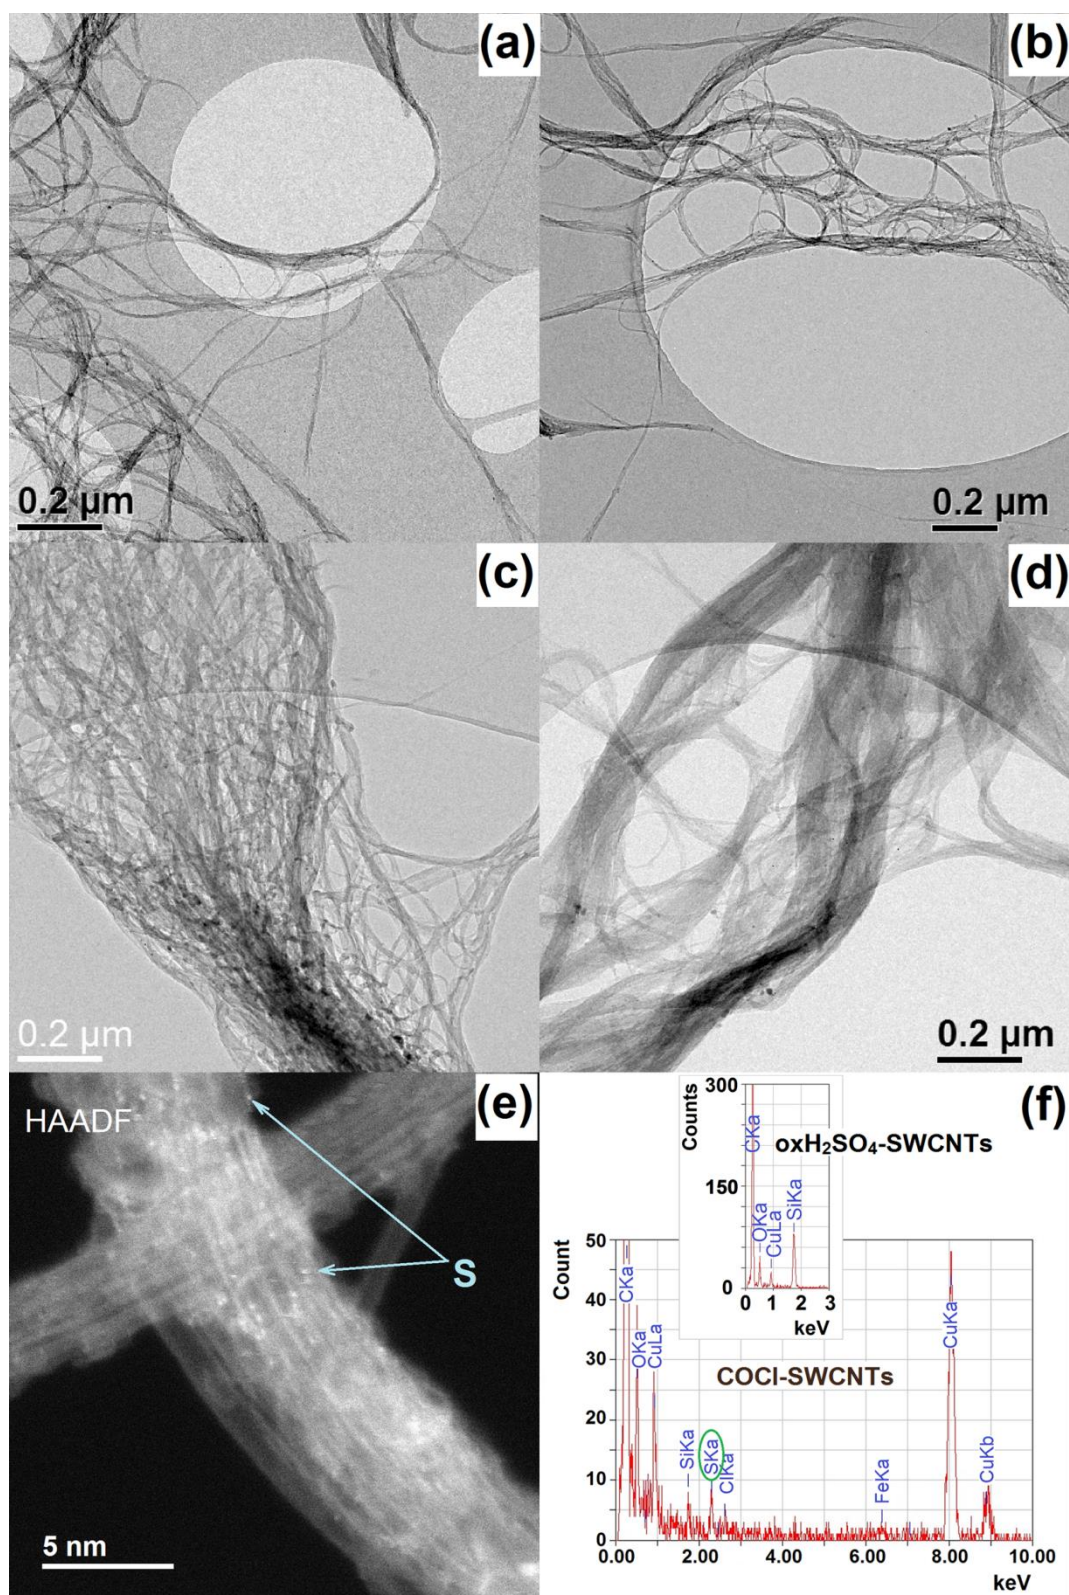 (a)
0.2 µm
(b)
0.2 µm
(c)
0.2 µm
(d)
0.2 µm
HAADF
(e)
S
5 nm
(f)
300
150
0
Counts
CKa
OKa
CuLa
SiKa
oxH₂SO₄-SWCNTs
0 1 2 3
keV
Count
50
40
30
20
10
0
CKa
OKa
CuLa
SiKa
SKa
ClKa
FeKa
CuKa
CuKb
COCl-SWCNTs
0.00 2.00 4.00 6.00 8.00 10.00
keV